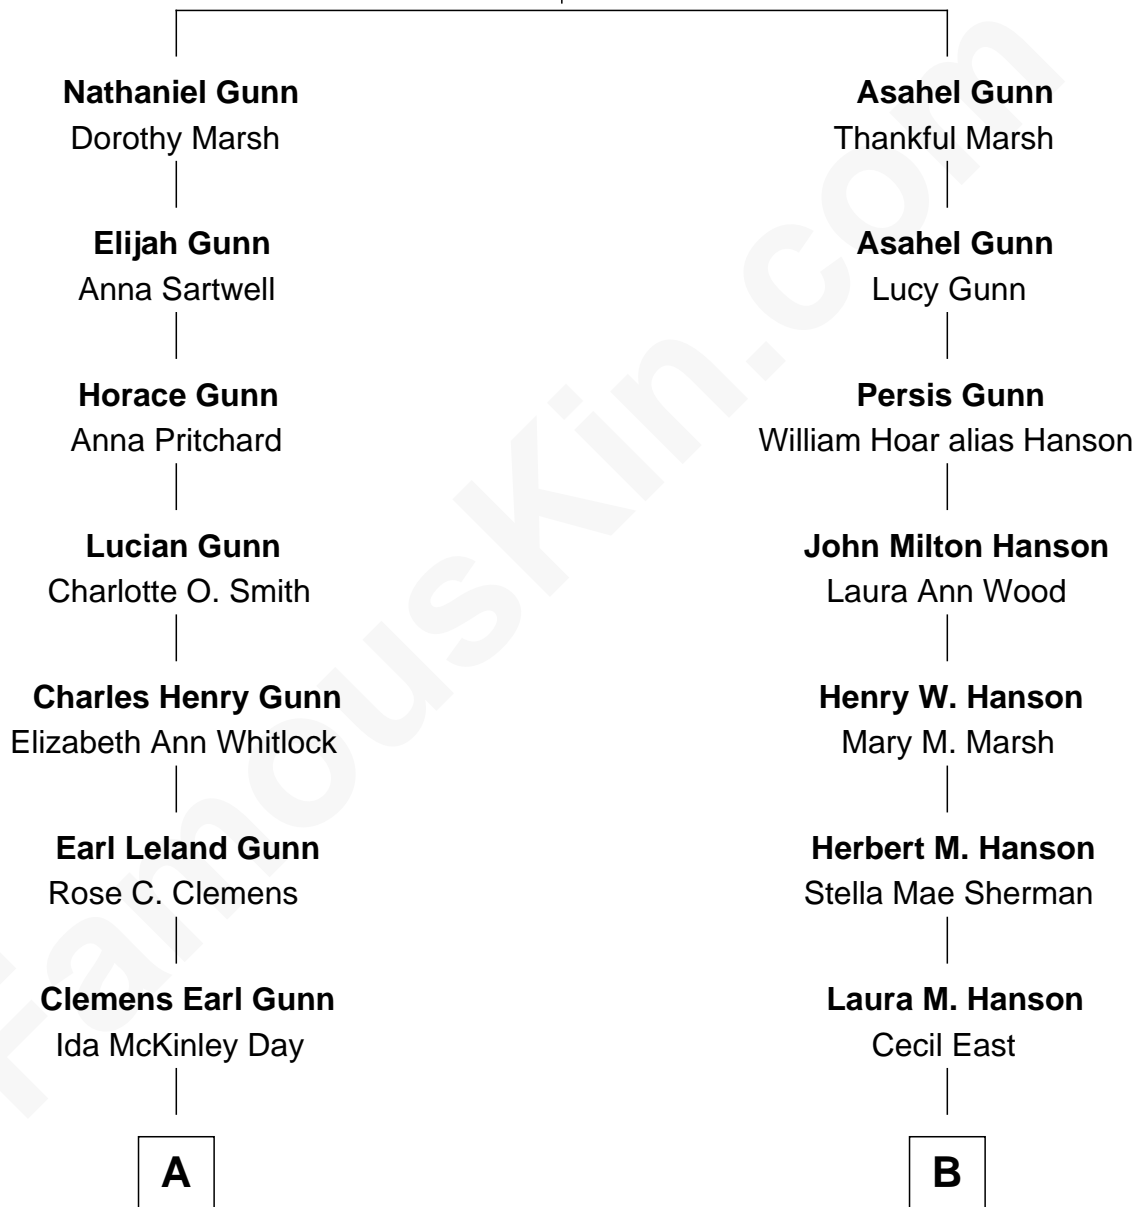 Nathaniel Gunn
Dorothy Marsh
Elijah Gunn
Anna Sartwell
Horace Gunn
Anna Pritchard
Lucian Gunn
Charlotte O. Smith
Charles Henry Gunn
Elizabeth Ann Whitlock
Earl Leland Gunn
Rose C. Clemens
Clemens Earl Gunn
Ida McKinley Day
A
Asahel Gunn
Thankful Marsh
Asahel Gunn
Lucy Gunn
Persis Gunn
William Hoar alias Hanson
John Milton Hanson
Laura Ann Wood
Henry W. Hanson
Mary M. Marsh
Herbert M. Hanson
Stella Mae Sherman
Laura M. Hanson
Cecil East
B
FamousKin.com